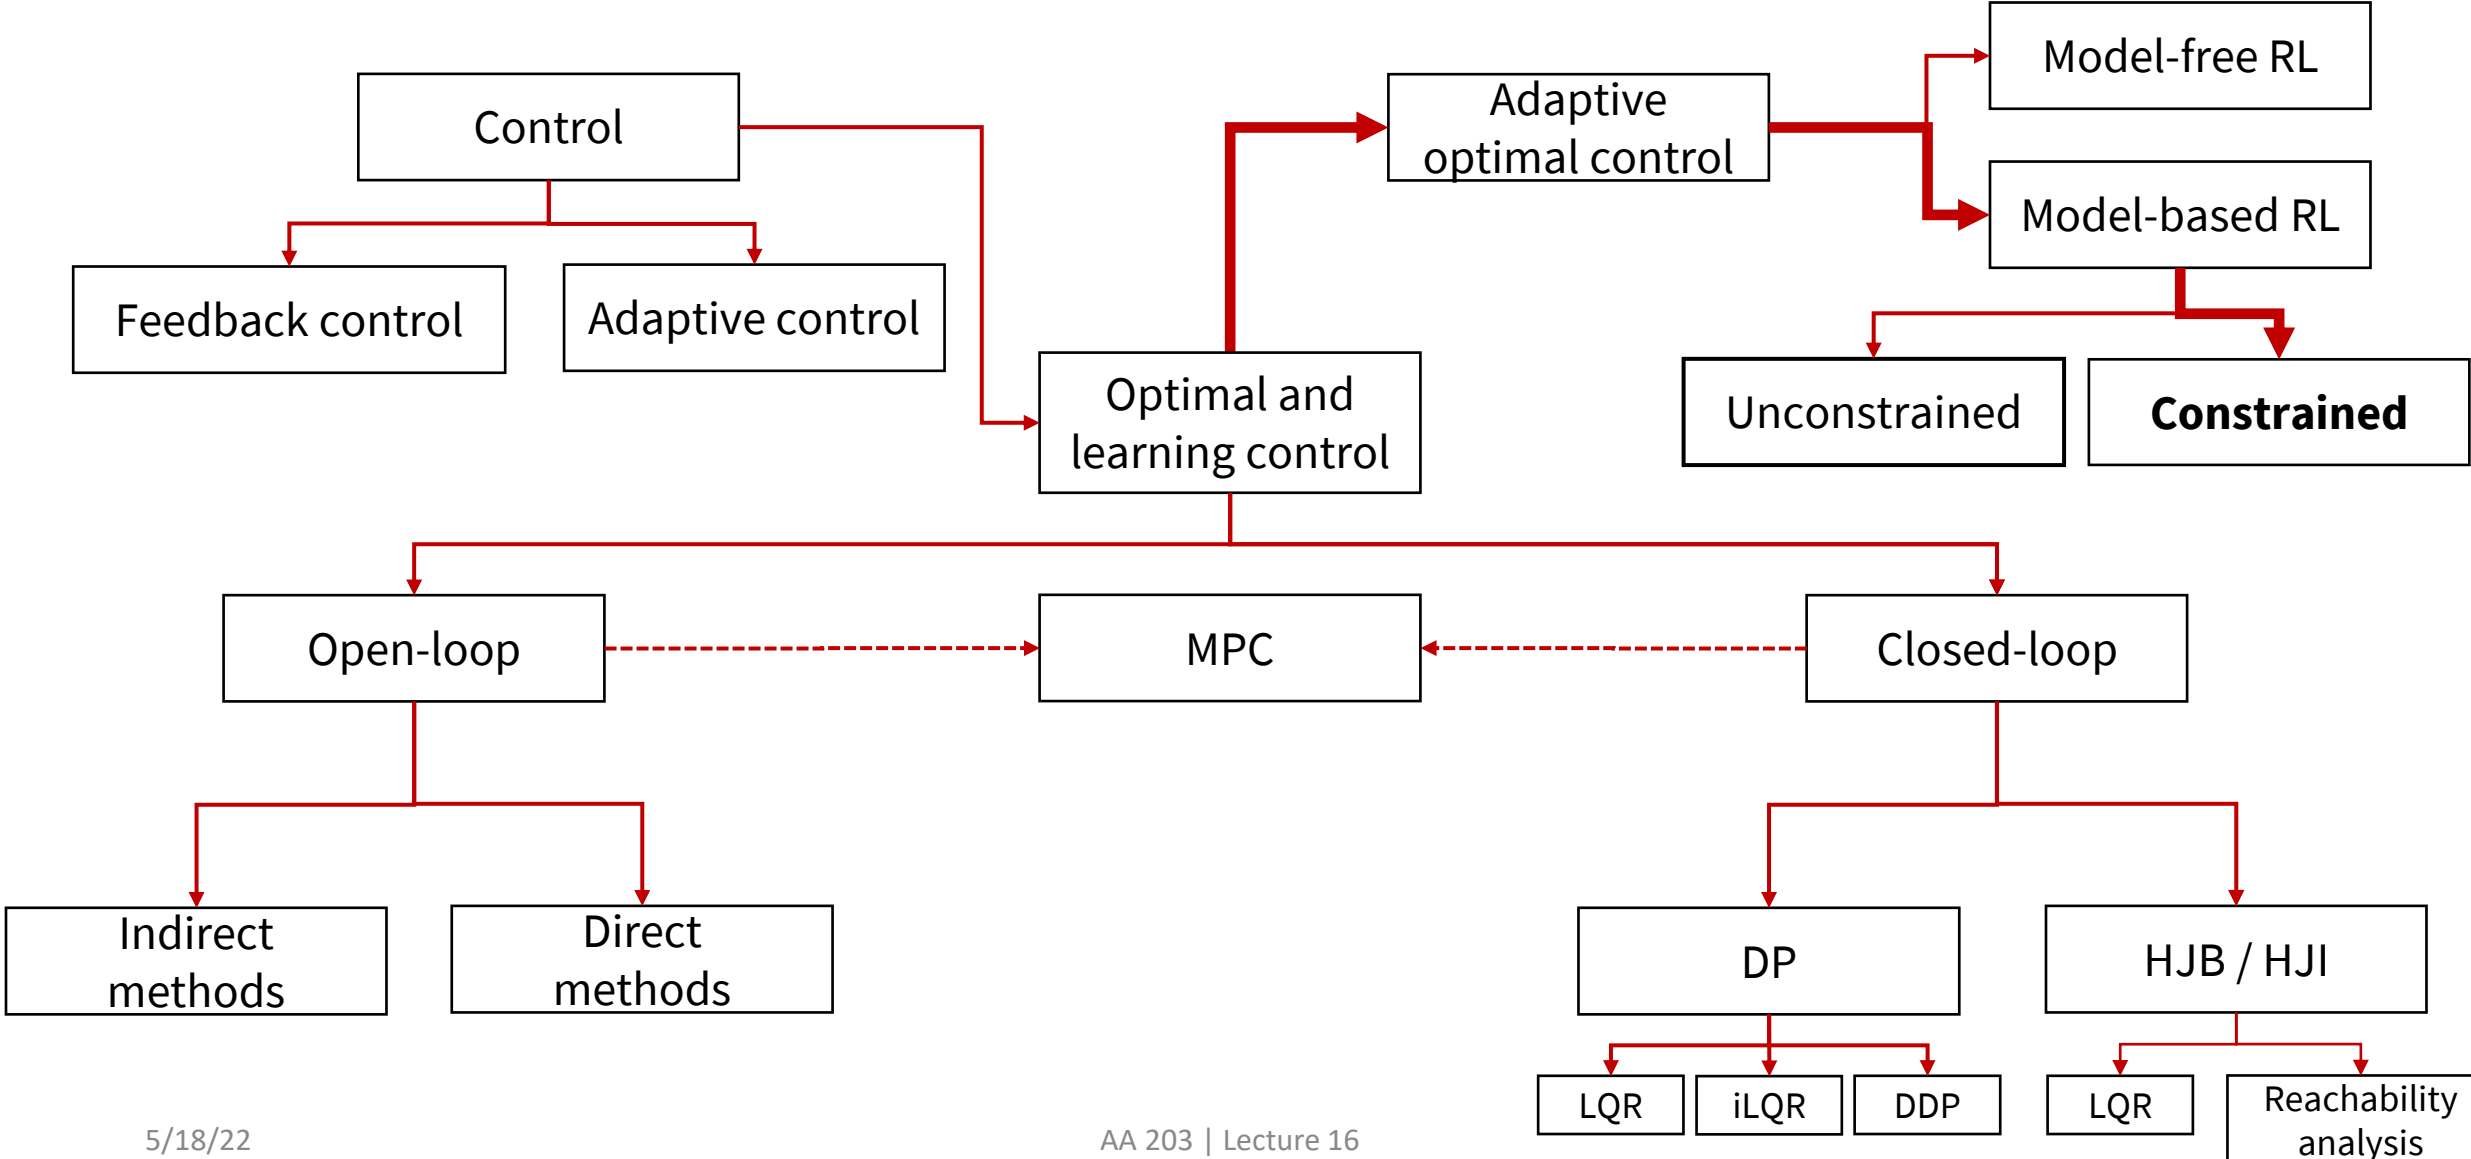 Model-free RL
Control
Adaptive
optimal control
Model-based RL
Feedback control
Adaptive control
Optimal and
learning control
Unconstrained
Constrained
Open-loop
MPC
Closed-loop
Indirect
methods
Direct
methods
DP
HJB / HJI
LQR
iLQR
DDP
LQR
Reachability
analysis
5/18/22
AA 203 | Lecture 16